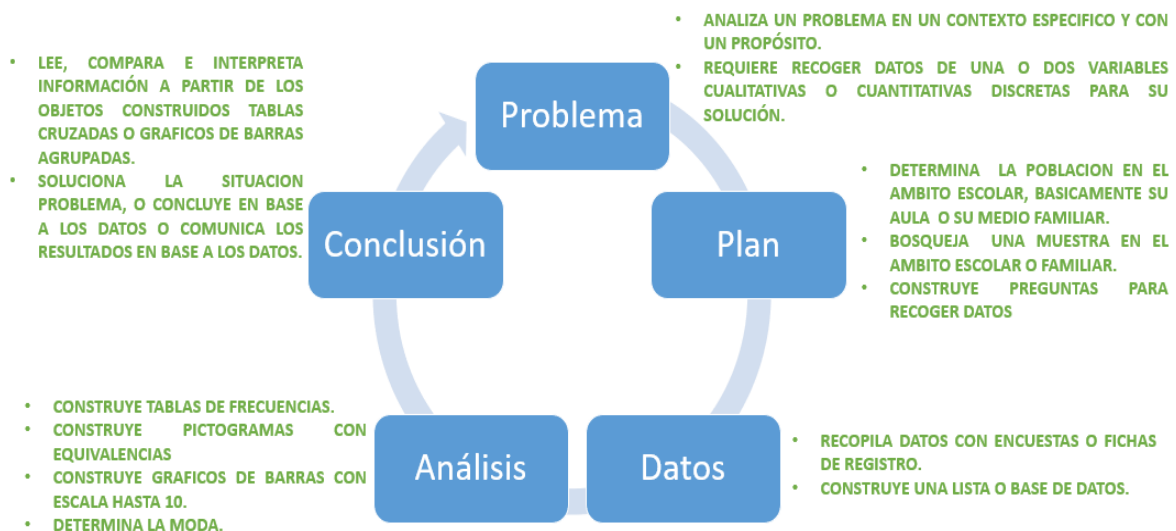 Problema
• ANALIZA UN PROBLEMA EN UN CONTEXTO ESPECIFICO Y CON
UN PROPÓSITO.
• REQUIERE RECOGER DATOS DE UNA O DOS VARIABLES
CUALITATIVAS O CUANTITATIVAS DISCRETAS PARA SU
SOLUCIÓN.
Plan
• DETERMINA LA POBLACION EN EL
AMBITO ESCOLAR, BASICAMENTE SU
AULA O SU MEDIO FAMILIAR.
• BOSQUEJA UNA MUESTRA EN EL
AMBITO ESCOLAR O FAMILIAR.
• CONSTRUYE PREGUNTAS PARA
RECOGER DATOS
Datos
• RECOPILA DATOS CON ENCUESTAS O FICHAS
DE REGISTRO.
• CONSTRUYE UNA LISTA O BASE DE DATOS.
Análisis
• CONSTRUYE TABLAS DE FRECUENCIAS.
• CONSTRUYE PICTOGRAMAS CON
EQUIVALENCIAS
• CONSTRUYE GRAFICOS DE BARRAS CON
ESCALA HASTA 10.
• DETERMINA LA MODA.
Conclusión
• LEE, COMPARA E INTERPRETA
INFORMACIÓN A PARTIR DE LOS
OBJETOS CONSTRUIDOS TABLAS
CRUZADAS O GRAFICOS DE BARRAS
AGRUPADAS.
• SOLUCIONA LA SITUACION
PROBLEMA, O CONCLUYE EN BASE
A LOS DATOS O COMUNICA LOS
RESULTADOS EN BASE A LOS DATOS.